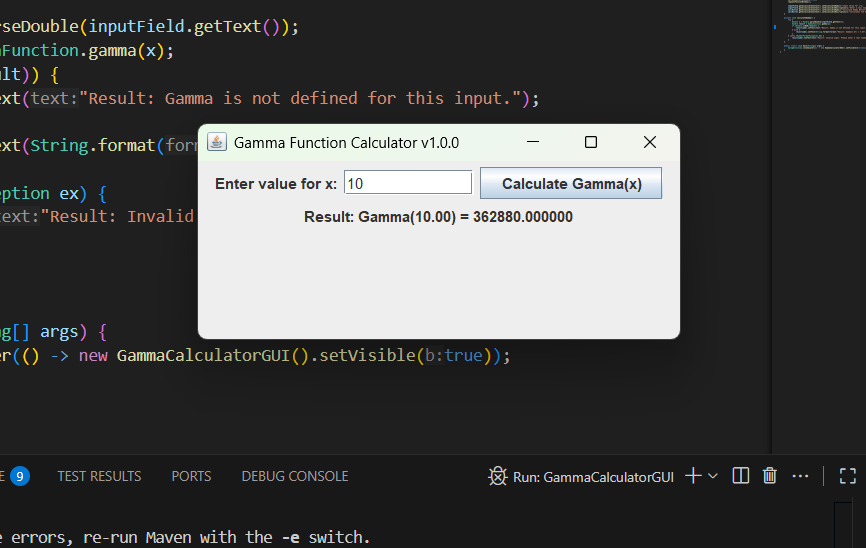 rseDouble(inputField.getText());
nFunction.gamma(x);
lt)) {
ext(text:"Result: Gamma is not defined for this input.");
ext(String.format(form
eption ex) {
text:"Result: Invalid
Gamma Function Calculator v1.0.0
Enter value for x: 10 Calculate Gamma(x)
Result: Gamma(10.00) = 362880.000000
ng[] args) {
er(() -> new GammaCalculatorGUI().setVisible(b:true));
E 9 TEST RESULTS PORTS DEBUG CONSOLE Run: GammaCalculatorGUI
e errors, re-run Maven with the -e switch.